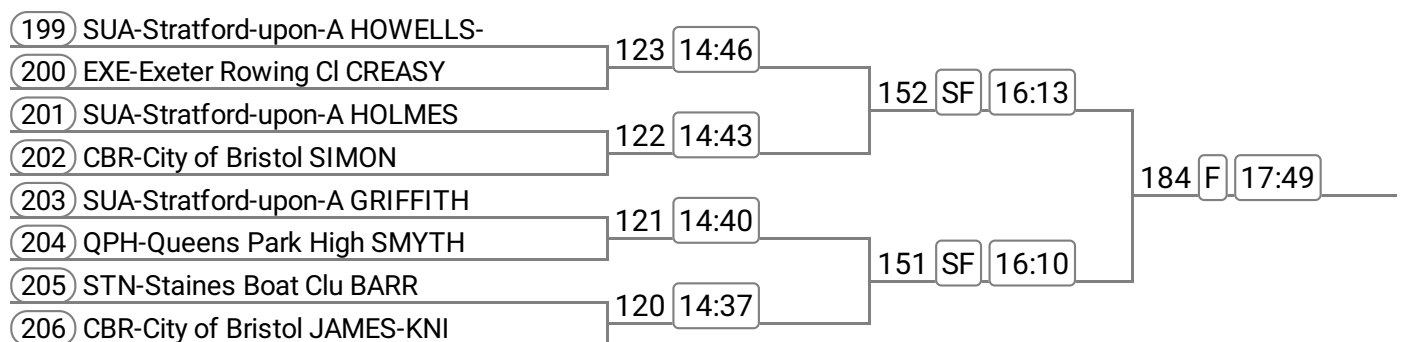 199 SUA-Stratford-upon-A HOWELLS-
123 14:46
200 EXE-Exeter Rowing Cl CREASY
152 SF 16:13
201 SUA-Stratford-upon-A HOLMES
122 14:43
202 CBR-City of Bristol SIMON
184 F 17:49
203 SUA-Stratford-upon-A GRIFFITH
121 14:40
204 QPH-Queens Park High SMYTH
151 SF 16:10
205 STN-Staines Boat Clu BARR
120 14:37
206 CBR-City of Bristol JAMES-KNI